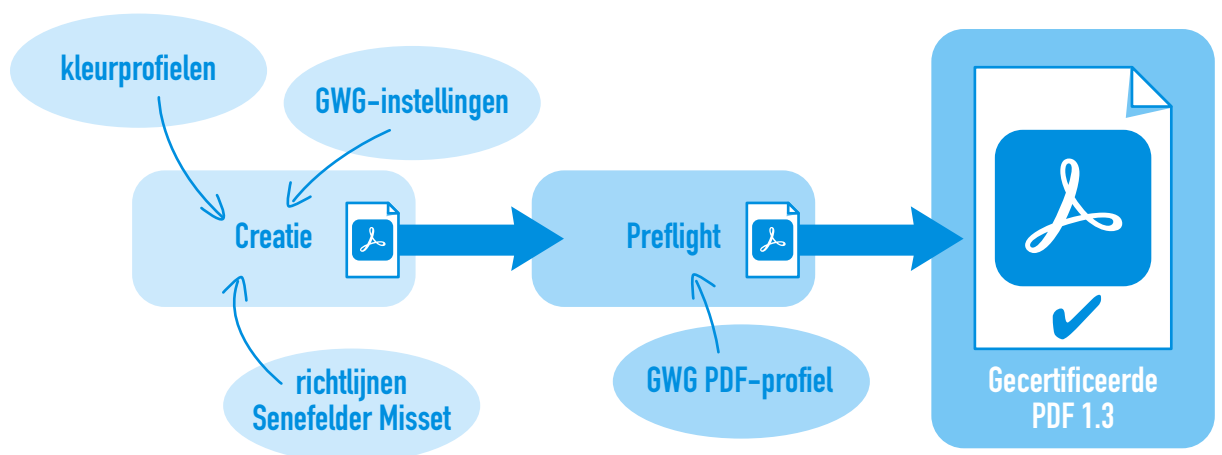 kleurprofielen
GWG-instellingen
Creatie
richtlijnen
Senefelder Misset
Preflight
GWG PDF-profiel
Gecertificeerde
PDF 1.3